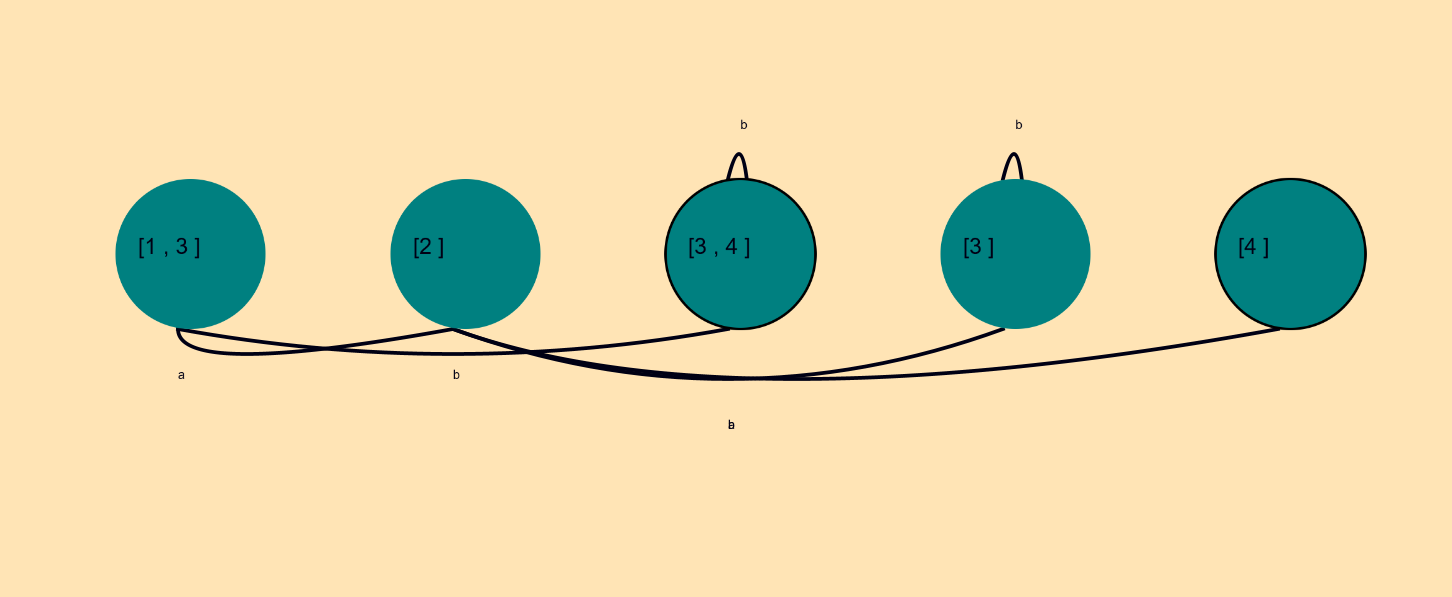 b b
[1 , 3 ] [2 ] [3 , 4 ] [3 ] [4 ]
a b